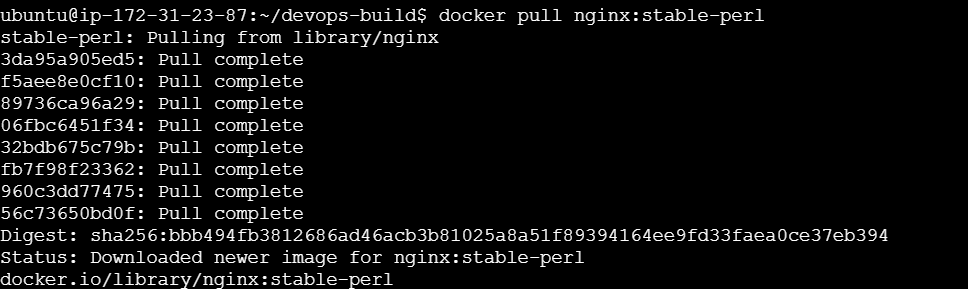 ubuntu@ip-172-31-23-87:~/devops-build$ docker pull nginx:stable-perl
stable-perl: Pulling from library/nginx
3da95a905ed5: Pull complete
f5aee8e0cf10: Pull complete
89736ca96a29: Pull complete
06fbc6451f34: Pull complete
32bdb675c79b: Pull complete
fb7f98f23362: Pull complete
960c3dd77475: Pull complete
56c73650bd0f: Pull complete
Digest: sha256:bbb494fb3812686ad46acb3b81025a8a51f89394164ee9fd33faea0ce37eb394
Status: Downloaded newer image for nginx:stable-perl
docker.io/library/nginx:stable-perl